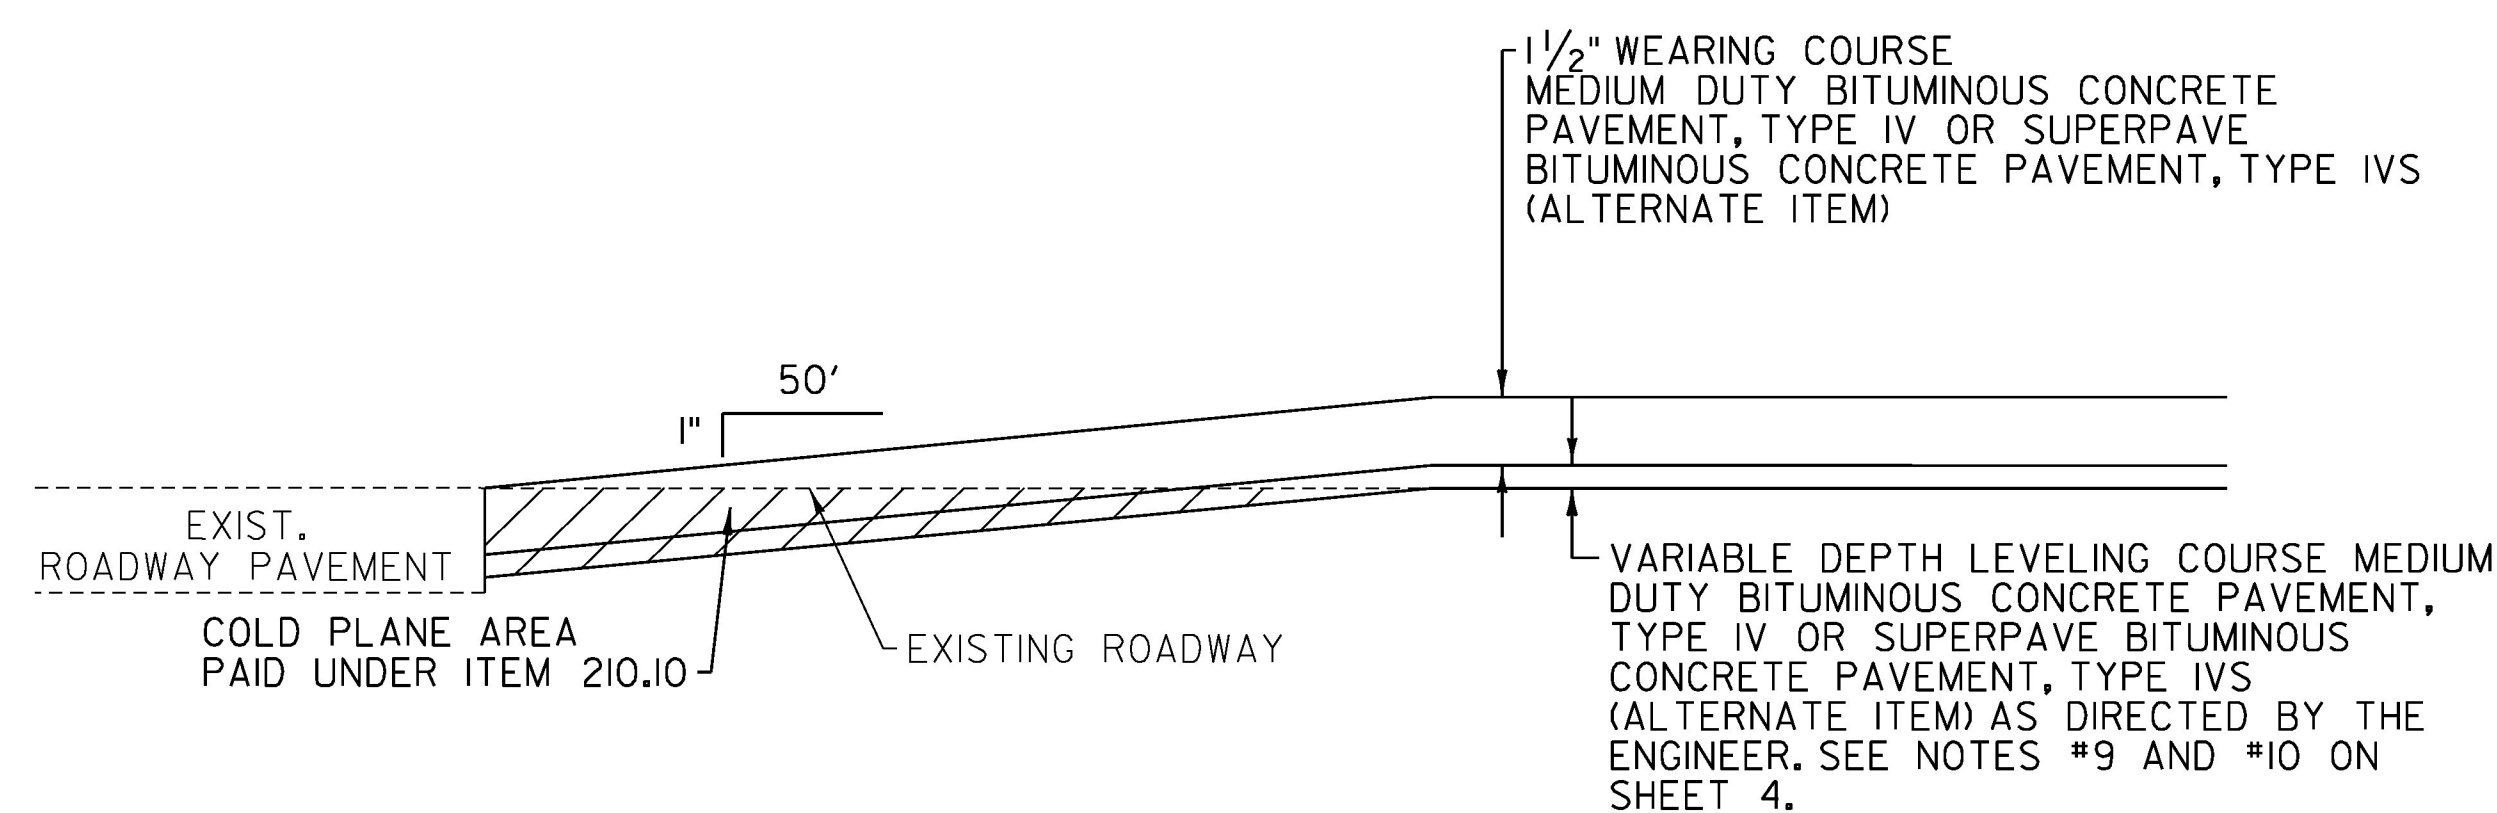 1 1/2" WEARING COURSE
MEDIUM DUTY BITUMINOUS CONCRETE
PAVEMENT, TYPE IV OR SUPERPAVE
BITUMINOUS CONCRETE PAVEMENT, TYPE IVS
(ALTERNATE ITEM)
50'
1"
EXIST.
ROADWAY PAVEMENT
COLD PLANE AREA
PAID UNDER ITEM 210.10
EXISTING ROADWAY
VARIABLE DEPTH LEVELING COURSE MEDIUM
DUTY BITUMINOUS CONCRETE PAVEMENT,
TYPE IV OR SUPERPAVE BITUMINOUS
CONCRETE PAVEMENT, TYPE IVS
(ALTERNATE ITEM) AS DIRECTED BY THE
ENGINEER. SEE NOTES #9 AND #10 ON
SHEET 4.